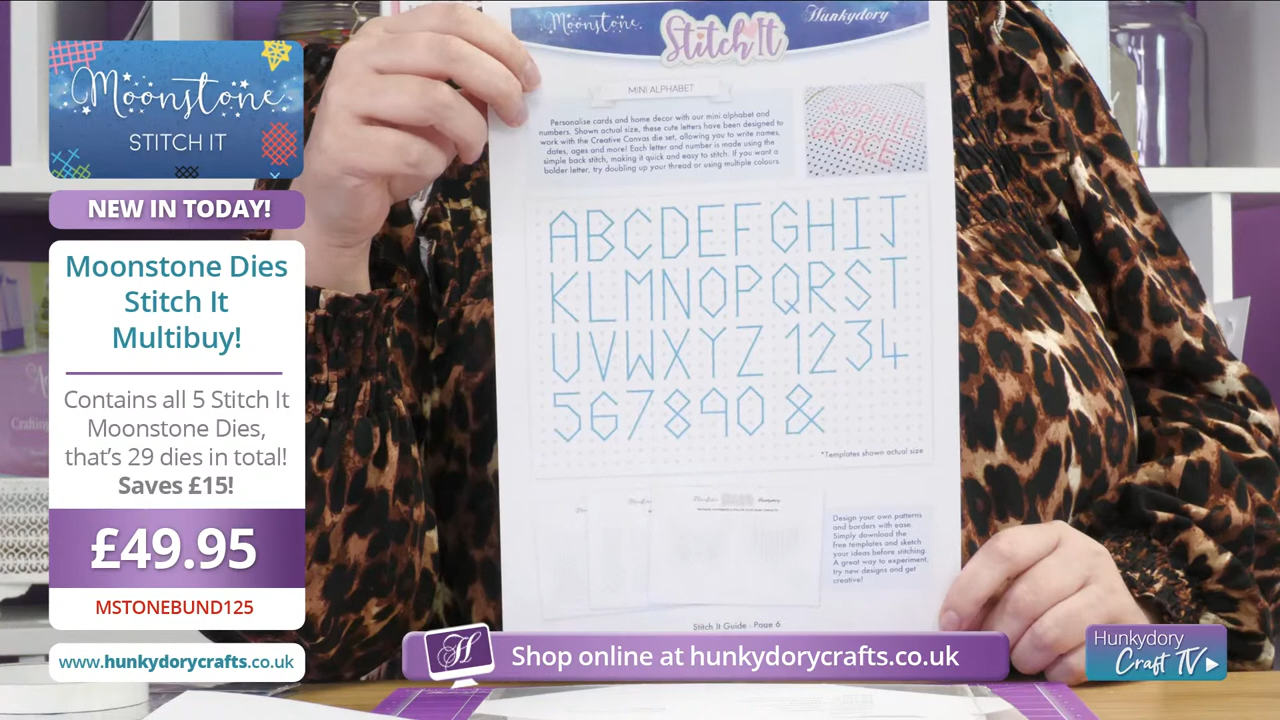 Moonstone
STITCH IT
NEW IN TODAY!
Moonstone Dies
Stitch It
Multibuy!
Contains all 5 Stitch It
Moonstone Dies,
that's 29 dies in total!
Saves £15!
£49.95
MSTONEBUND125
www.hunkydorycrafts.co.uk
Moonstone
Stitch It
Hunkydory
MINI ALPHABET
Personalise cards and home decor with our mini alphabet and
numbers. Shown actual size, these cute letters have been designed to
work with the Creative Canvas die set, allowing you to write names,
dates, ages and more! Each letter and number is made using the
simple back stitch, making it quick and easy to stitch. If you want a
bolder letter, try doubling up your thread or using multiple colours.
SOPHI
GRACE
ABCDEFGHIJ
KLMNOPQRST
UVWXYZ 1234
567890 &
*Templates shown actual size
Design your own patterns
and borders with ease.
Simply download the
free templates and sketch
your ideas before stitching.
A great way to experiment,
try new designs and get
creative!
Stitch It Guide - Page 6
H
Shop online at hunkydorycrafts.co.uk
Hunkydory
Craft TV